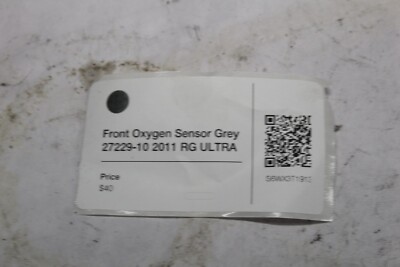 Front Oxygen Sensor Grey
27229-10 2011 RG ULTRA
Price
$40